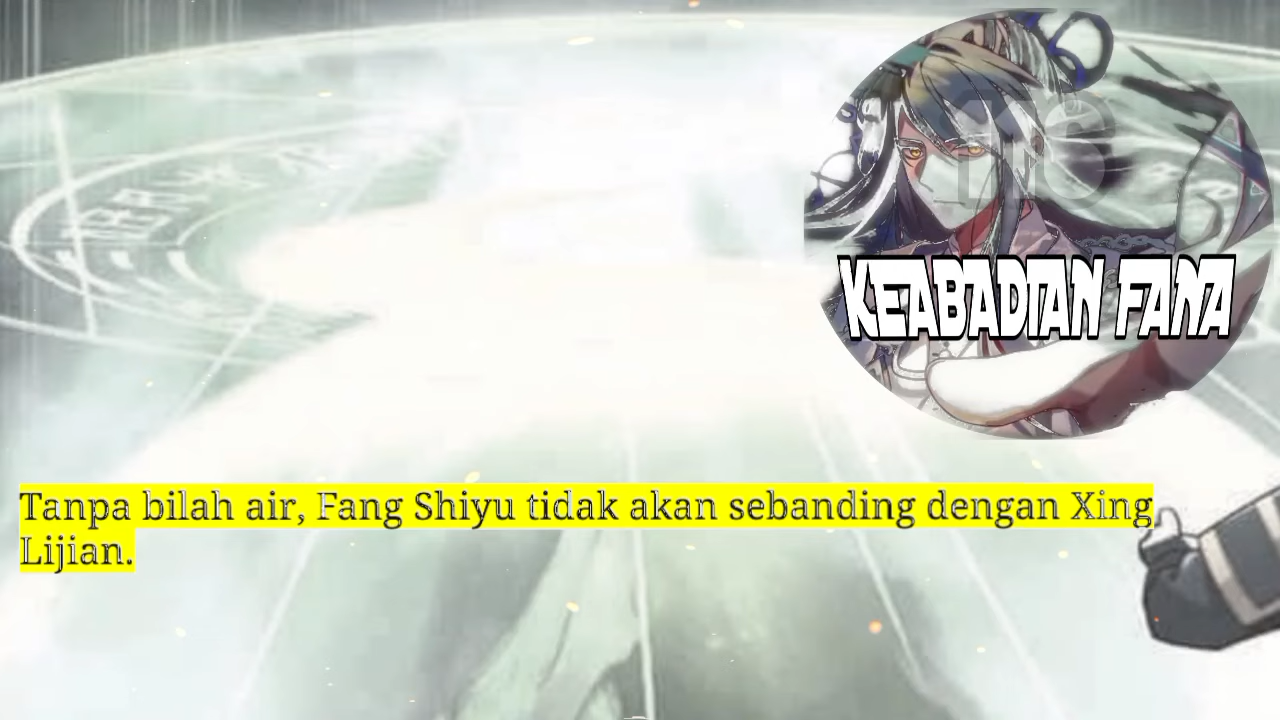 KEABADIAN FANA
Tanpa bilah air, Fang Shiyu tidak akan sebanding dengan Xing
Lijian.